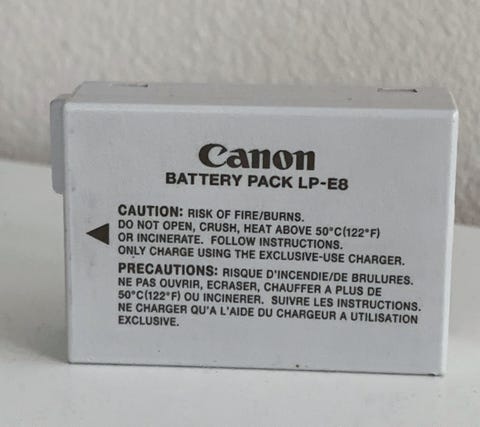 Canon
BATTERY PACK LP-E8
CAUTION: RISK OF FIRE/BURNS.
DO NOT OPEN, CRUSH, HEAT ABOVE 50°C(122°F)
OR INCINERATE. FOLLOW INSTRUCTIONS.
ONLY CHARGE USING THE EXCLUSIVE-USE CHARGER.
PRECAUTIONS: RISQUE D'INCENDIE/DE BRULURES.
NE PAS OUVRIR, ECRASER, CHAUFFER A PLUS DE
50°C(122°F) OU INCINERER. SUIVRE LES INSTRUCTIONS.
NE CHARGER QU'A L'AIDE DU CHARGEUR A UTILISATION
EXCLUSIVE.